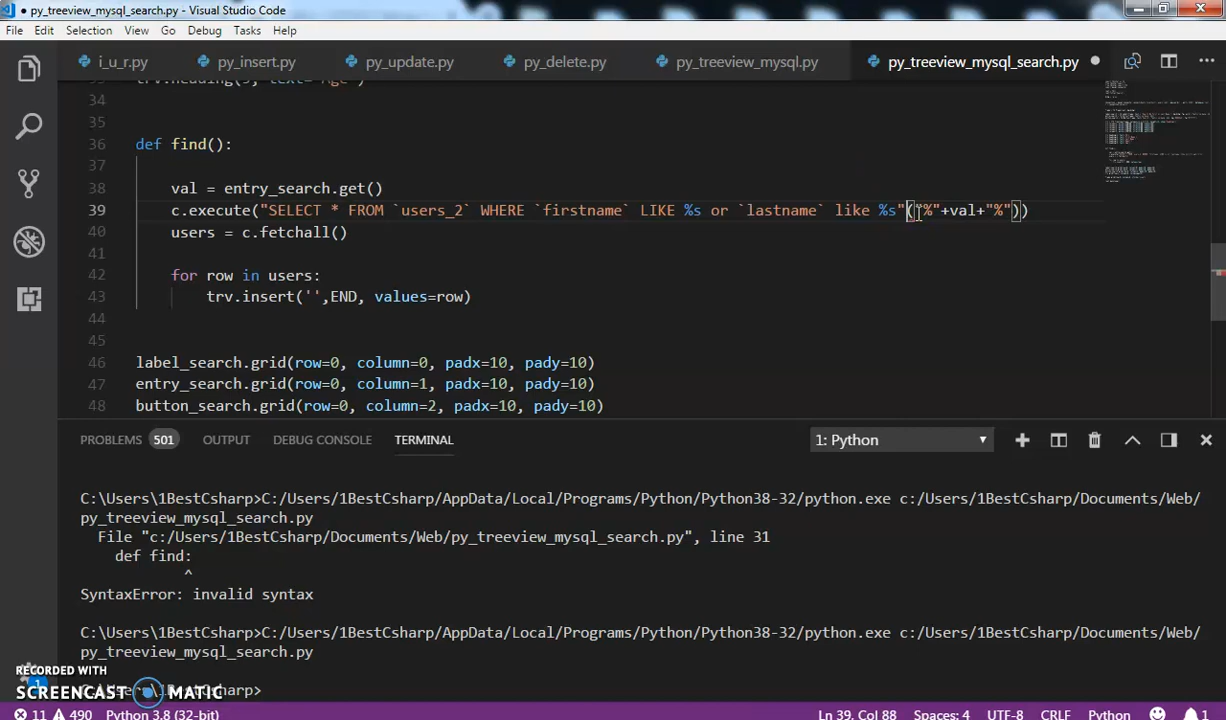 py_treeview_mysql_search.py - Visual Studio Code
File Edit Selection View Go Debug Tasks Help
i_u_r.py py_insert.py py_update.py py_delete.py py_treeview_mysql.py py_treeview_mysql_search.py
34
35
36 def find():
37
38 val = entry_search.get()
39 c.execute("SELECT * FROM `users_2` WHERE `firstname` LIKE %s or `lastname` like %s"("%"+val+"%"))
40 users = c.fetchall()
41
42 for row in users:
43 trv.insert('',END, values=row)
44
45
46 label_search.grid(row=0, column=0, padx=10, pady=10)
47 entry_search.grid(row=0, column=1, padx=10, pady=10)
48 button_search.grid(row=0, column=2, padx=10, pady=10)
PROBLEMS 501 OUTPUT DEBUG CONSOLE TERMINAL 1: Python
C:\Users\1BestCsharp>C:/Users/1BestCsharp/AppData/Local/Programs/Python/Python38-32/python.exe c:/Users/1BestCsharp/Documents/Web/
py_treeview_mysql_search.py
File "c:/Users/1BestCsharp/Documents/Web/py_treeview_mysql_search.py", line 31
def find:
^
SyntaxError: invalid syntax
C:\Users\1BestCsharp>C:/Users/1BestCsharp/AppData/Local/Programs/Python/Python38-32/python.exe c:/Users/1BestCsharp/Documents/Web/
py_treeview_mysql_search.py
RECORDED WITH
SCREENCAST MATIC
11 490 Python 3.8 (32-bit) Ln 39, Col 88 Spaces: 4 UTF-8 CRLF Python 1